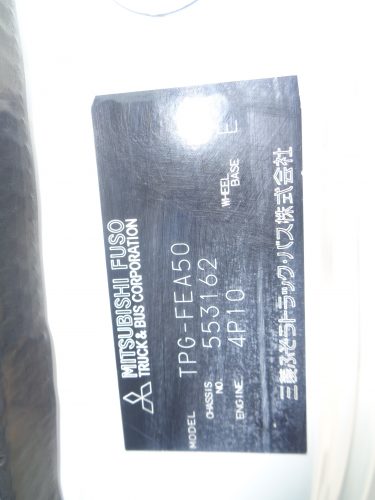 MITSUBISHI FUSO
TRUCK & BUS CORPORATION
MODEL TPG-FEA50
CHASSIS NO. 553162
ENGINE 4P10 WHEEL BASE E
三菱ふそうトラック・バス株式会社